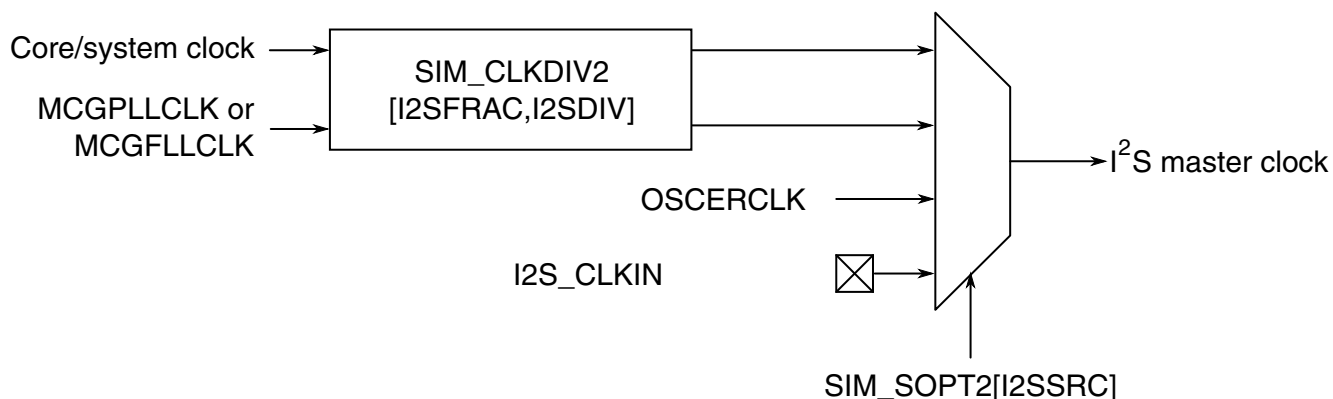 Core/system clock
SIM_CLKDIV2
[I2SFRAC,I2SDIV]
MCGPLLCLK or
MCGFLLCLK
I²S master clock
OSCERCLK
I2S_CLKIN
SIM_SOPT2[I2SSRC]